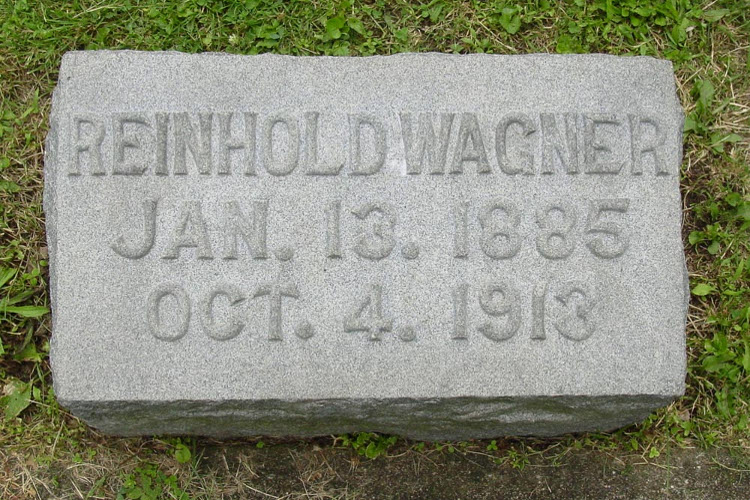 REINHOLD WAGNER
JAN. 13. 1885
OCT. 4. 1913